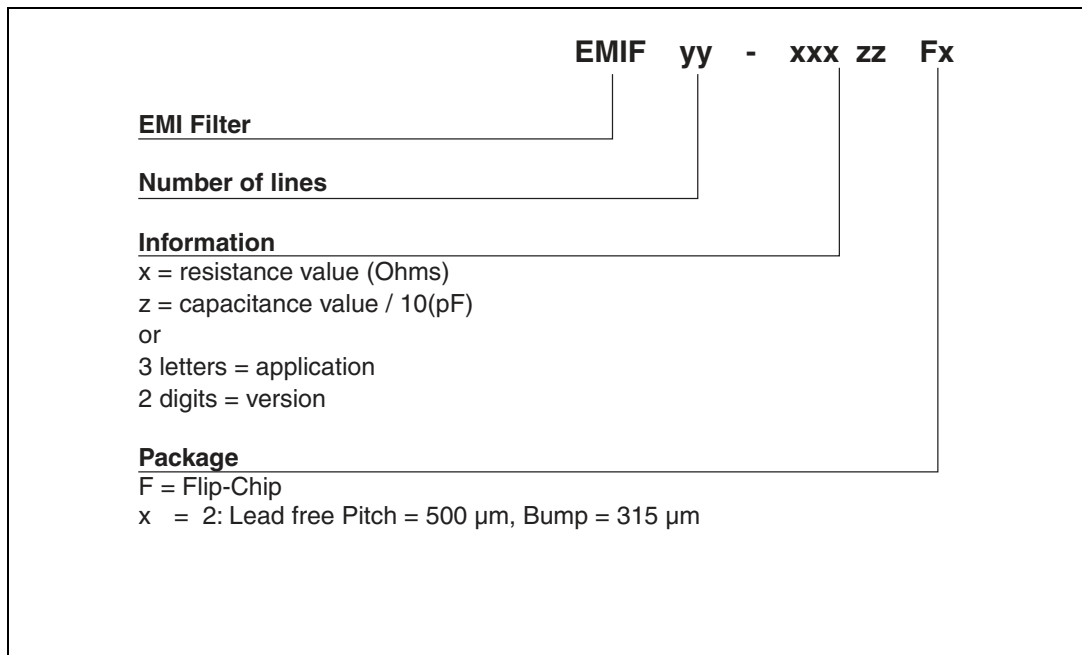 EMIF yy - xxx zz Fx
EMI Filter
Number of lines
Information
x = resistance value (Ohms)
z = capacitance value / 10(pF)
or
3 letters = application
2 digits = version
Package
F = Flip-Chip
x = 2: Lead free Pitch = 500 µm, Bump = 315 µm